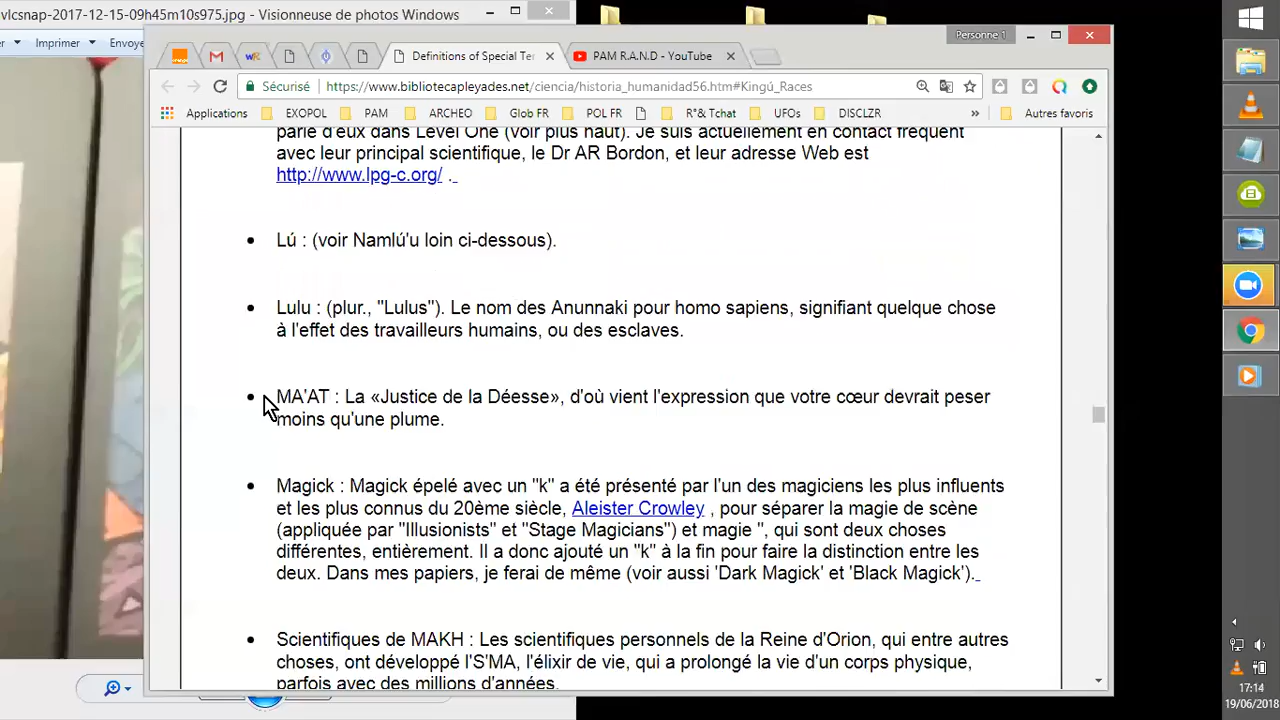 vlcsnap-2017-12-15-09h45m10s975.jpg - Visionneuse de photos Windows
Imprimer
Envoye
Personne 1
Definitions of Special Ter
PAM R.A.N.D - YouTube
Sécurisé
https://www.bibliotecapleyades.net/ciencia/historia_humanidad56.htm#Kingú_Races
Applications
EXOPOL
PAM
ARCHEO
Glob FR
POL FR
R°& Tchat
UFOs
DISCLZR
»
Autres favoris
parle d'eux dans Level One (voir plus haut). Je suis actuellement en contact fréquent
avec leur principal scientifique, le Dr AR Bordon, et leur adresse Web est
http://www.lpg-c.org/ .
• Lú : (voir Namlú'u loin ci-dessous).
• Lulu : (plur., "Lulus"). Le nom des Anunnaki pour homo sapiens, signifiant quelque chose
à l'effet des travailleurs humains, ou des esclaves.
• MA'AT : La «Justice de la Déesse», d'où vient l'expression que votre cœur devrait peser
moins qu'une plume.
• Magick : Magick épelé avec un "k" a été présenté par l'un des magiciens les plus influents
et les plus connus du 20ème siècle, Aleister Crowley , pour séparer la magie de scène
(appliquée par "Illusionists" et "Stage Magicians") et magie ", qui sont deux choses
différentes, entièrement. Il a donc ajouté un "k" à la fin pour faire la distinction entre les
deux. Dans mes papiers, je ferai de même (voir aussi 'Dark Magick' et 'Black Magick').
• Scientifiques de MAKH : Les scientifiques personnels de la Reine d'Orion, qui entre autres
choses, ont développé l'S'MA, l'élixir de vie, qui a prolongé la vie d'un corps physique,
parfois avec des millions d'années.
17:14
19/06/2018